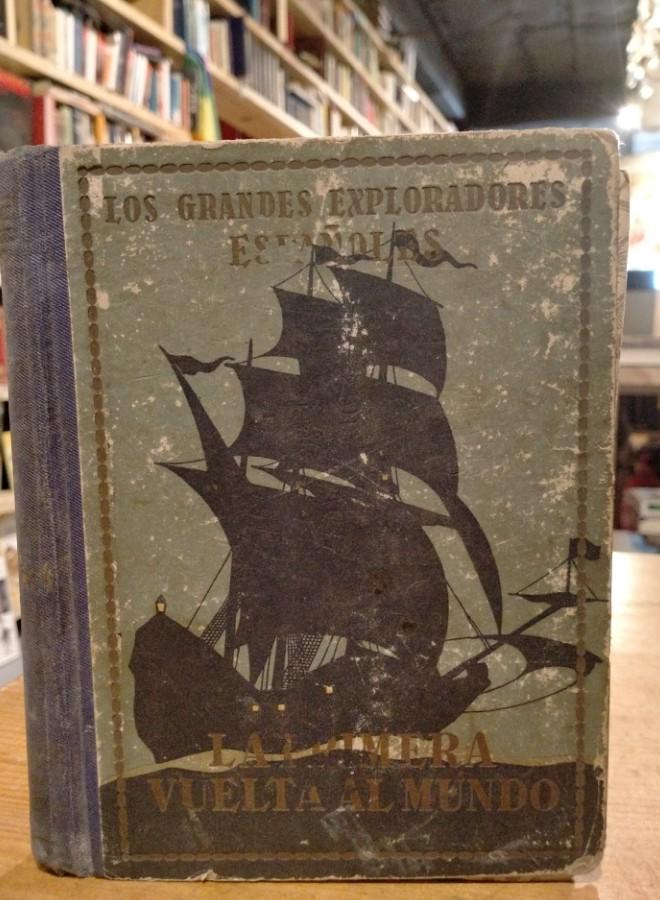 LOS GRANDES EXPLORADORES
ESPAÑOLES
LA PRIMERA
VUELTA AL MUNDO